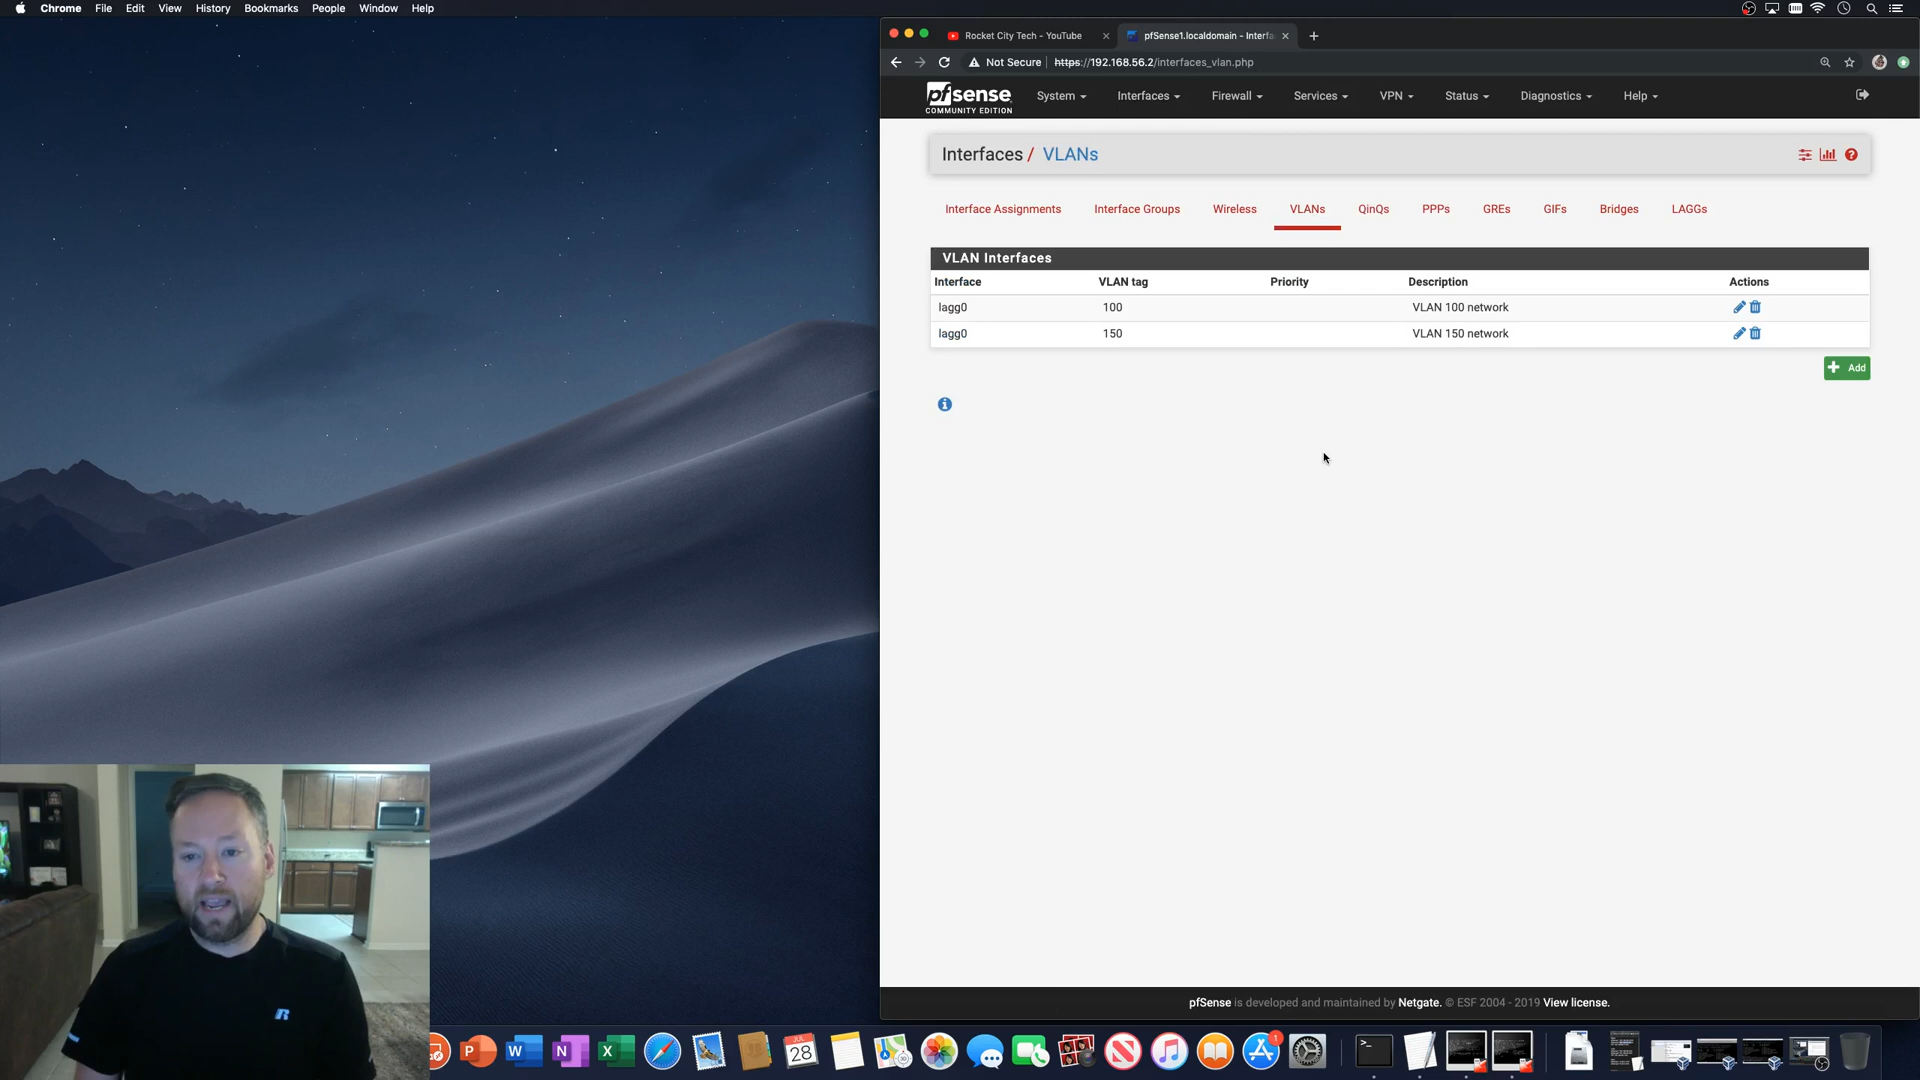 Chrome File Edit View History Bookmarks People Window Help
Rocket City Tech - YouTube
pfSense1.localdomain - Interfa
Not Secure https://192.168.56.2/interfaces_vlan.php
pfsense
COMMUNITY EDITION
System Interfaces Firewall Services VPN Status Diagnostics Help
Interfaces / VLANs
Interface Assignments Interface Groups Wireless VLANs QinQs PPPs GREs GIFs Bridges LAGGs
VLAN Interfaces
Interface VLAN tag Priority Description Actions
lagg0 100 VLAN 100 network
lagg0 150 VLAN 150 network
Add
pfSense is developed and maintained by Netgate. © ESF 2004 - 2019 View license.
JUL
28
1